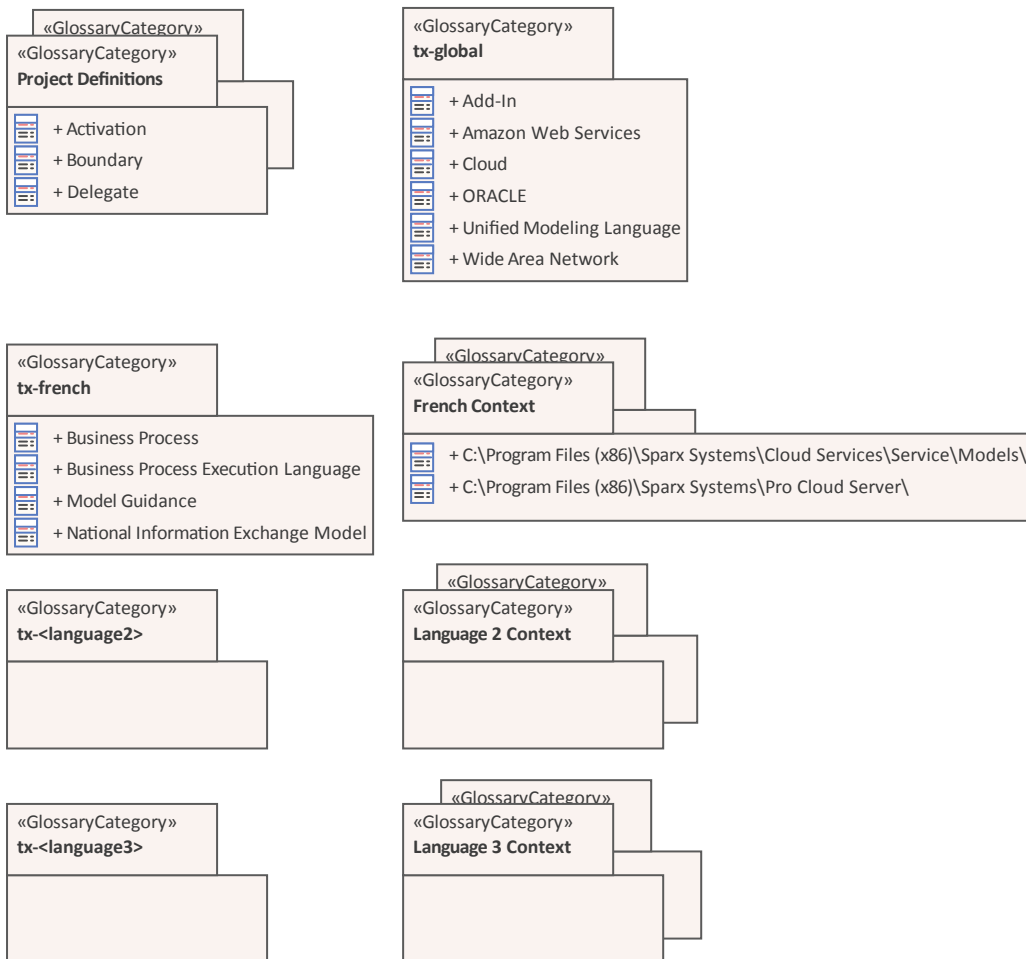 «GlossaryCategory»
«GlossaryCategory»
Project Definitions
+ Activation
+ Boundary
+ Delegate
«GlossaryCategory»
tx-global
+ Add-In
+ Amazon Web Services
+ Cloud
+ ORACLE
+ Unified Modeling Language
+ Wide Area Network
«GlossaryCategory»
tx-french
+ Business Process
+ Business Process Execution Language
+ Model Guidance
+ National Information Exchange Model
«GlossaryCategory»
«GlossaryCategory»
French Context
+ C:\Program Files (x86)\Sparx Systems\Cloud Services\Service\Models\
+ C:\Program Files (x86)\Sparx Systems\Pro Cloud Server\
«GlossaryCategory»
tx-<language2>
«GlossaryCategory»
«GlossaryCategory»
Language 2 Context
«GlossaryCategory»
tx-<language3>
«GlossaryCategory»
«GlossaryCategory»
Language 3 Context